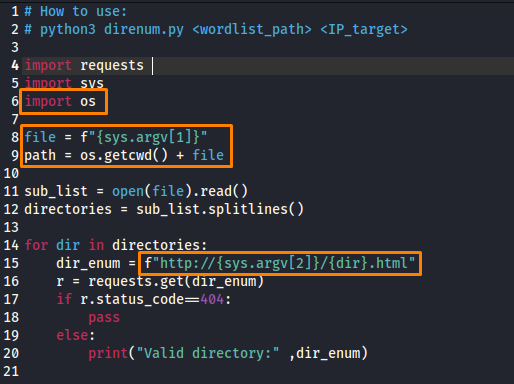 1 # How to use:
2 # python3 direnum.py <wordlist_path> <IP_target>
3
4 import requests
5 import sys
6 import os
7
8 file = f"{sys.argv[1]}"
9 path = os.getcwd() + file
10
11 sub_list = open(file).read()
12 directories = sub_list.splitlines()
13
14 for dir in directories:
15     dir_enum = f"http://{sys.argv[2]}/{dir}.html"
16     r = requests.get(dir_enum)
17     if r.status_code==404:
18         pass
19     else:
20         print("Valid directory:" ,dir_enum)
21